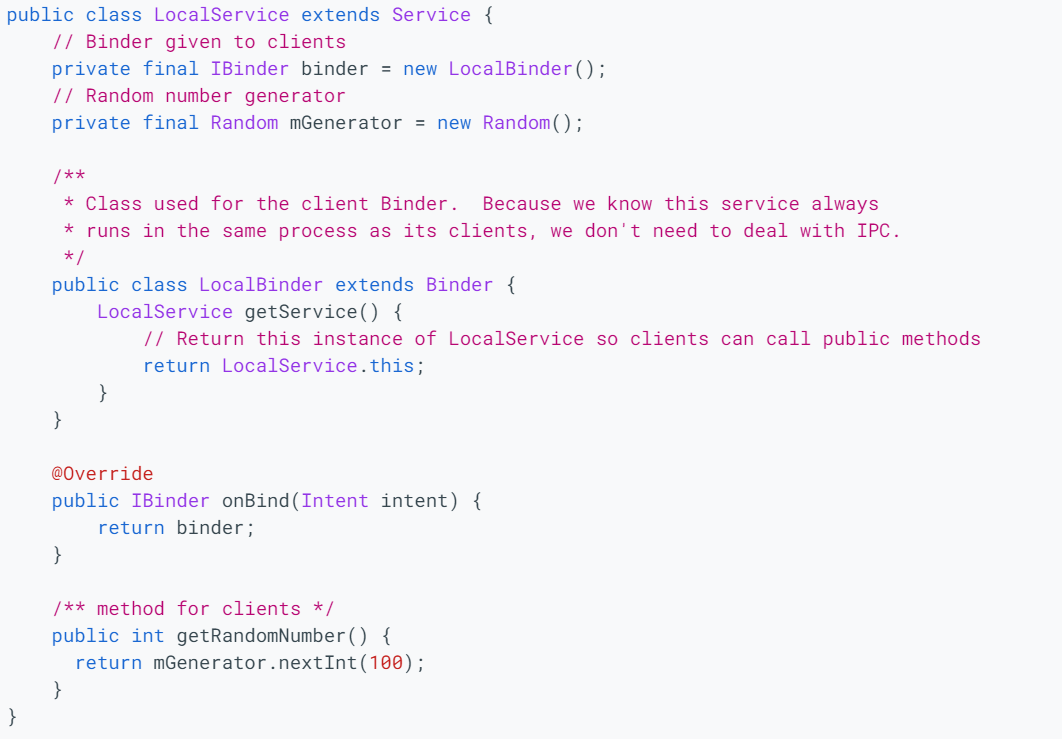 public class LocalService extends Service {
    // Binder given to clients
    private final IBinder binder = new LocalBinder();
    // Random number generator
    private final Random mGenerator = new Random();

    /**
     * Class used for the client Binder.  Because we know this service always
     * runs in the same process as its clients, we don't need to deal with IPC.
     */
    public class LocalBinder extends Binder {
        LocalService getService() {
            // Return this instance of LocalService so clients can call public methods
            return LocalService.this;
        }
    }

    @Override
    public IBinder onBind(Intent intent) {
        return binder;
    }

    /** method for clients */
    public int getRandomNumber() {
      return mGenerator.nextInt(100);
    }
}